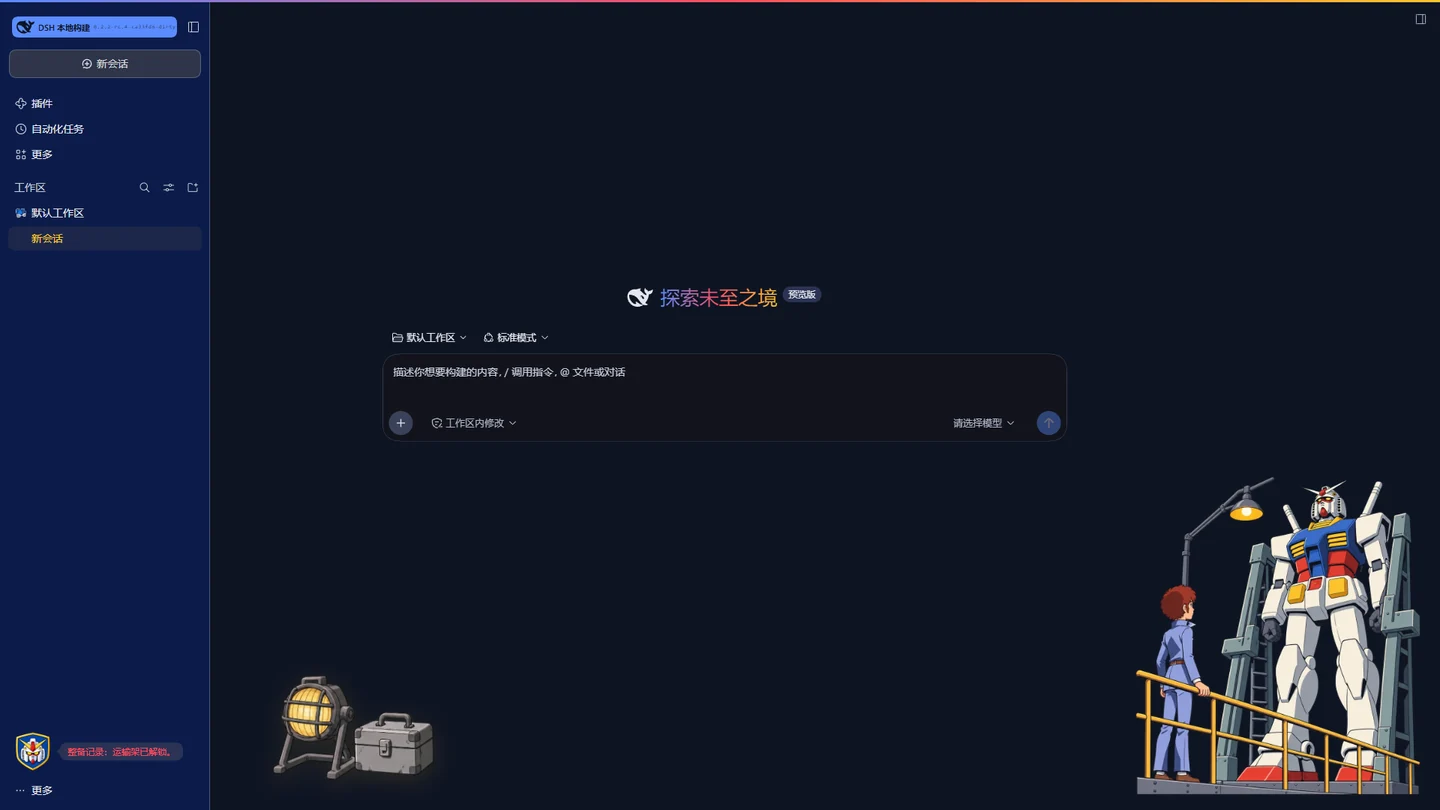 DSH 本地构建
新会话
插件
自动化任务
更多
工作区
默认工作区
新会话
探索未至之境 预览版
默认工作区 标准模式
描述你想要构建的内容, / 调用指令, @ 文件或对话
工作区内修改 请选择模型
整备记录：运输架已解锁。
更多